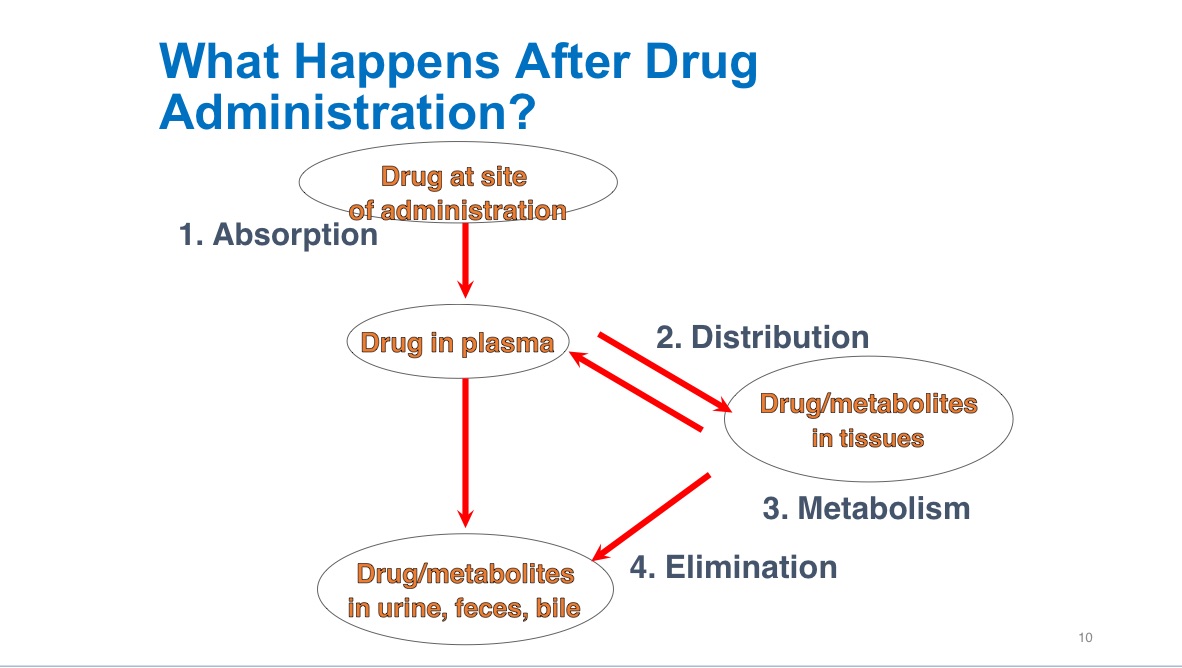 What Happens After Drug
Administration?
Drug at site
of administration
1. Absorption
Drug in plasma
2. Distribution
Drug/metabolites
in tissues
3. Metabolism
4. Elimination
Drug/metabolites
in urine, feces, bile
10